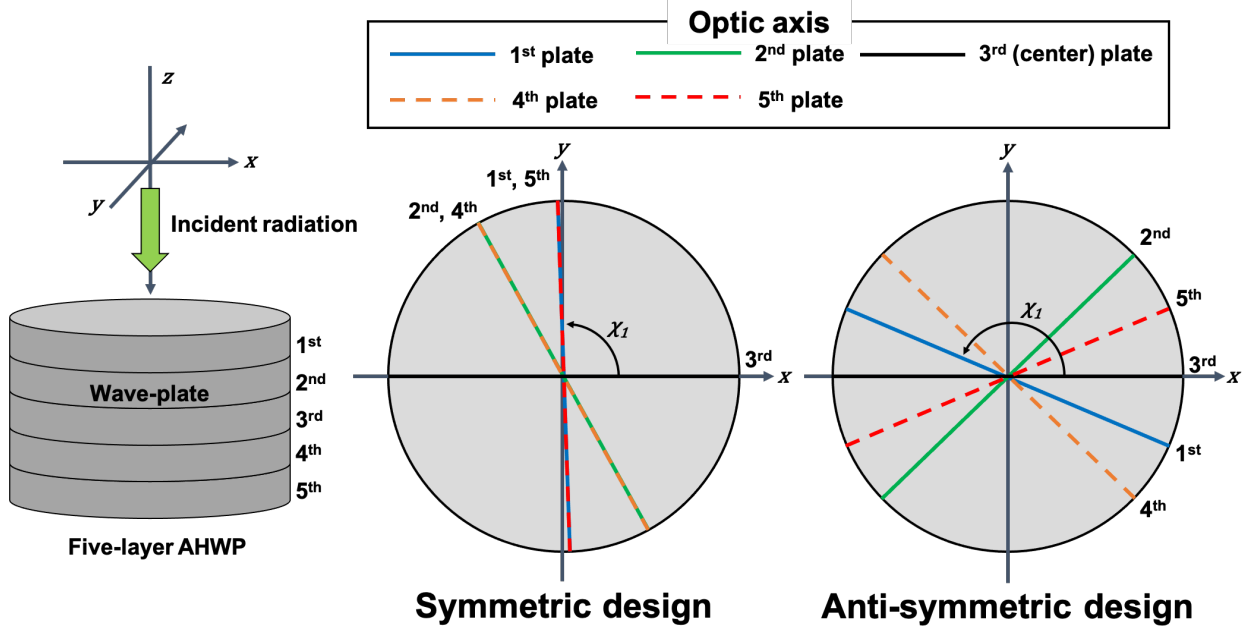 Optic axis
1st plate
2nd plate
3rd (center) plate
4th plate
5th plate
z
x
y
Incident radiation
1st
2nd
3rd
4th
5th
Wave-plate
Five-layer AHWP
y
1st, 5th
2nd, 4th
χ1
3rd
x
Symmetric design
y
2nd
5th
χ1
3rd
x
1st
4th
Anti-symmetric design